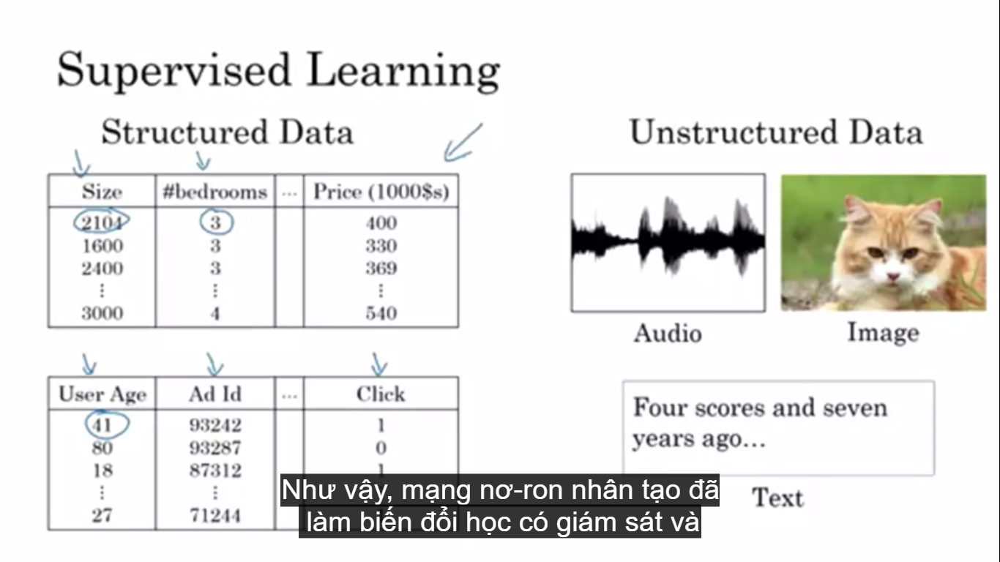 Supervised Learning
Structured Data
Size #bedrooms ... Price (1000$s)
2104 3 400
1600 3 330
2400 3 369
⋮ ⋮ ⋮
3000 4 540
User Age Ad Id ... Click
41 93242 1
80 93287 0
18 87312 1
⋮ ⋮
27 71244
Unstructured Data
Audio
Image
Four scores and seven
years ago...
Text
Như vậy, mạng nơ-ron nhân tạo đã
làm biến đổi học có giám sát và